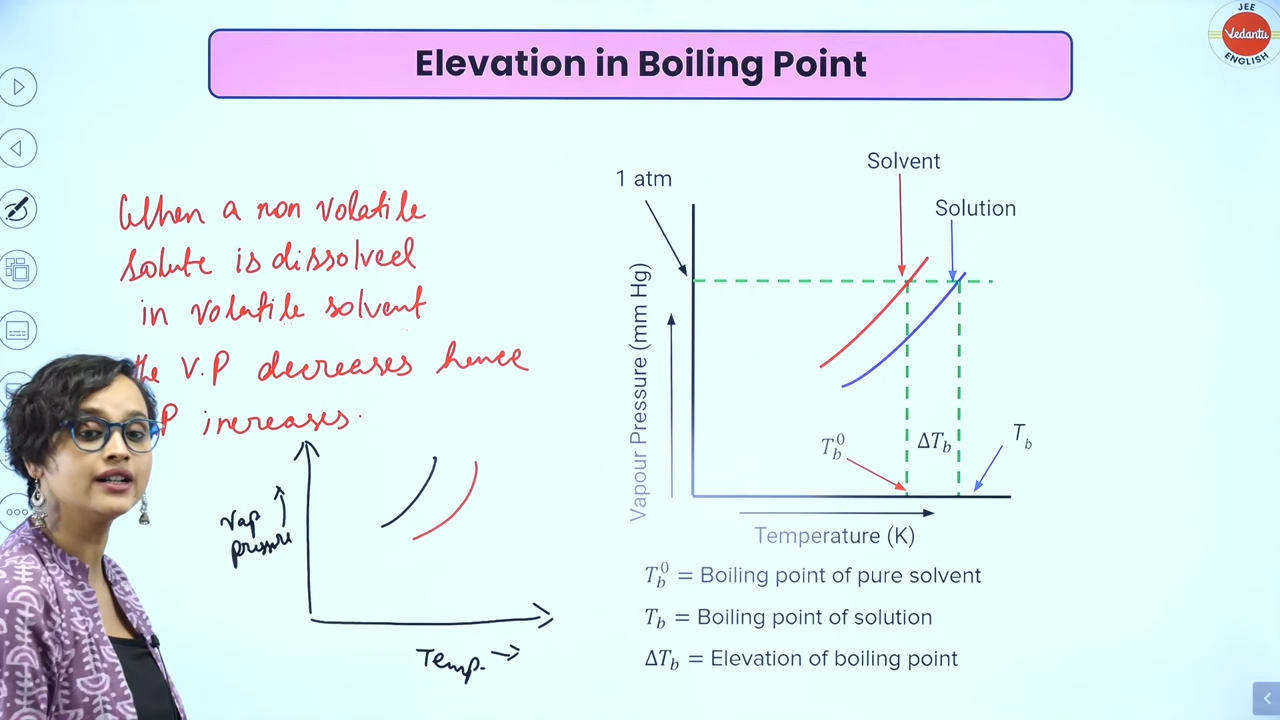 JEE
Vedantu
ENGLISH
Elevation in Boiling Point
When a non volatile
solute is dissolved
in volatile solvent
the V.P decreases hence
P increases.
Vap
pressure
Temp.
1 atm
Solvent
Solution
Vapour Pressure (mm Hg)
T_b^0
ΔT_b
T_b
Temperature (K)
T_b^0 = Boiling point of pure solvent
T_b = Boiling point of solution
ΔT_b = Elevation of boiling point